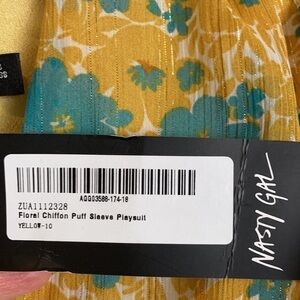 AGG03588-174-18
ZUA1112328
Floral Chiffon Puff Sleeve Playsuit
YELLOW-10
NASTY GAL